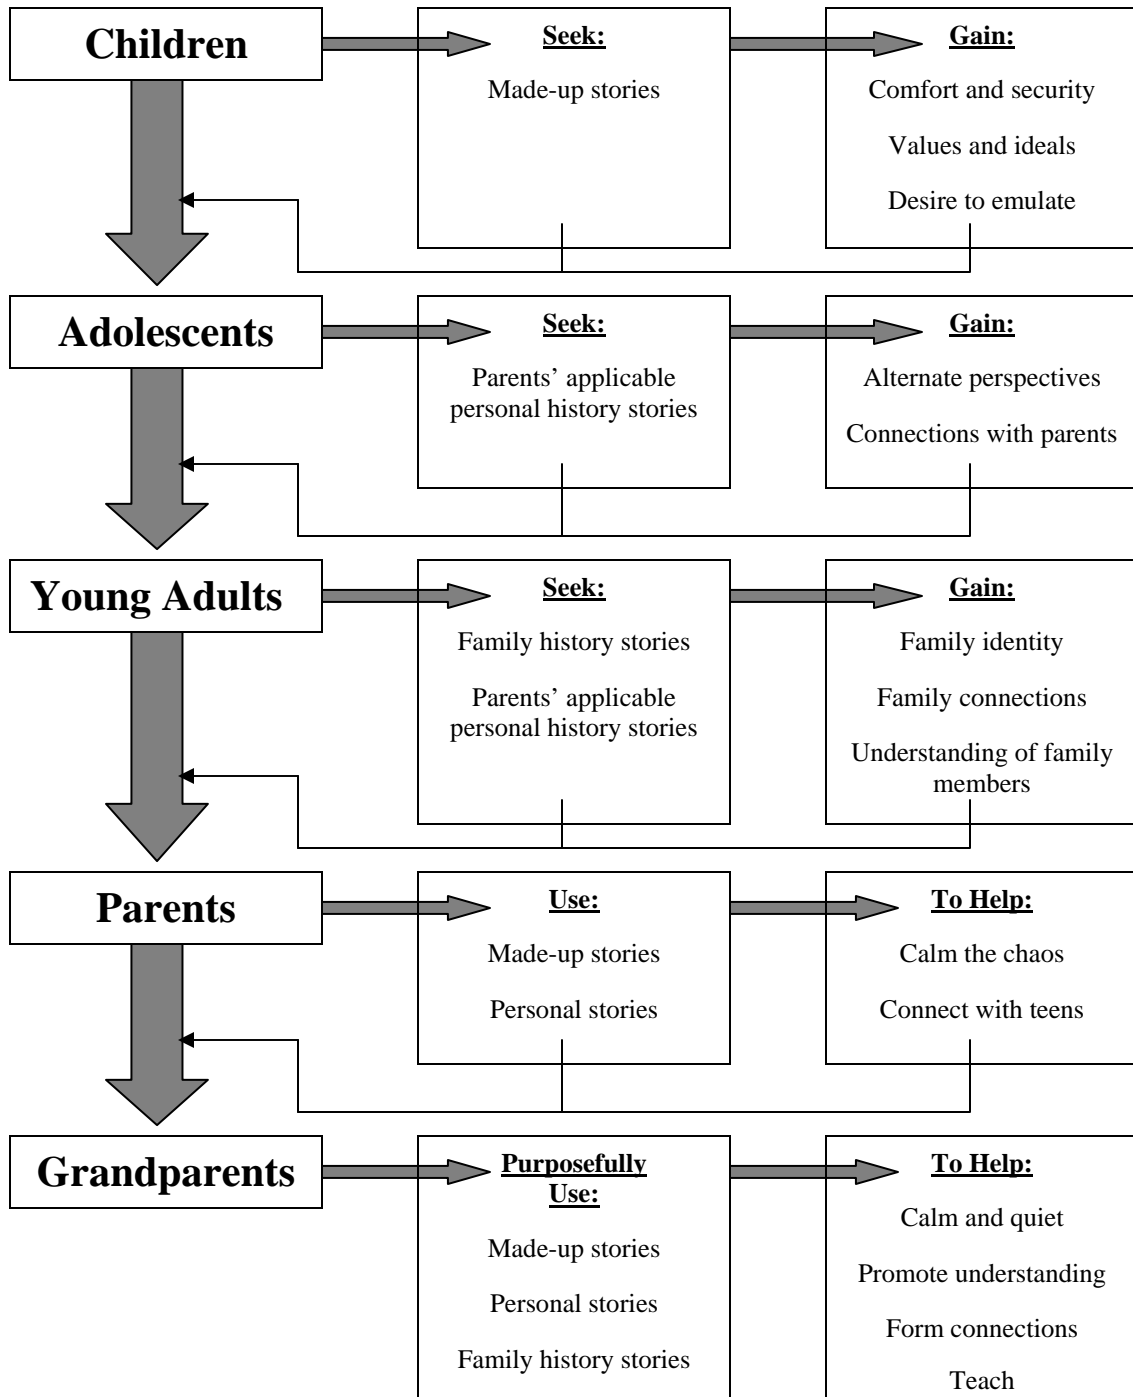 Children
Seek:
Made-up stories
Gain:
Comfort and security
Values and ideals
Desire to emulate
Adolescents
Seek:
Parents’ applicable
personal history stories
Gain:
Alternate perspectives
Connections with parents
Young Adults
Seek:
Family history stories
Parents’ applicable
personal history stories
Gain:
Family identity
Family connections
Understanding of family
members
Parents
Use:
Made-up stories
Personal stories
To Help:
Calm the chaos
Connect with teens
Grandparents
Purposefully
Use:
Made-up stories
Personal stories
Family history stories
To Help:
Calm and quiet
Promote understanding
Form connections
Teach